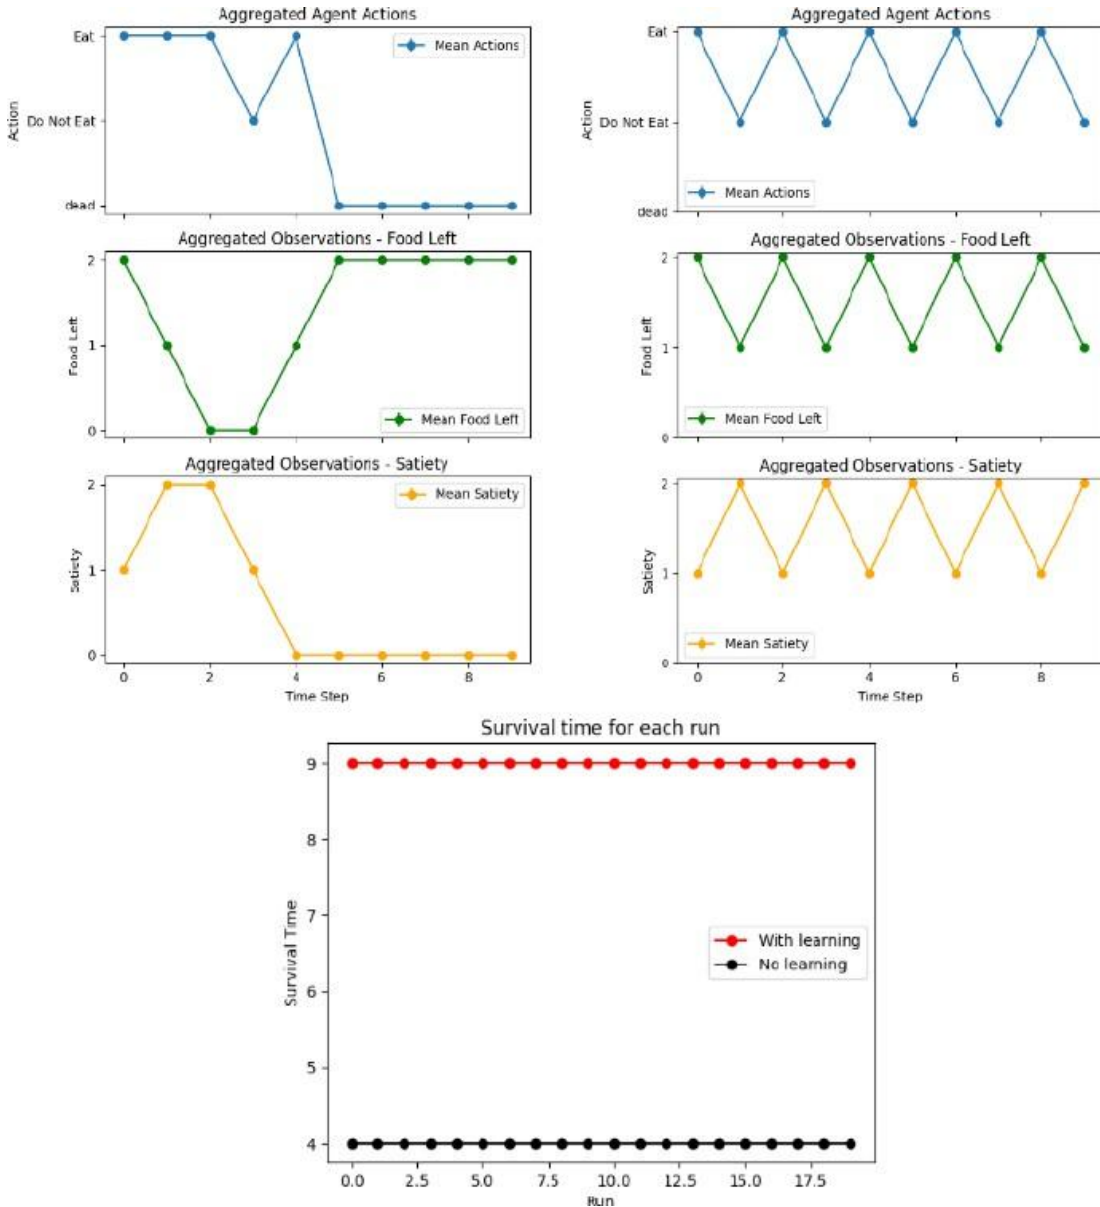 Aggregated Agent Actions
Eat
Do Not Eat
dead
Action
Mean Actions
Aggregated Observations - Food Left
2
1
0
Food Left
Mean Food Left
Aggregated Observations - Satiety
2
1
0
Satiety
Mean Satiety
0 2 4 6 8
Time Step
Aggregated Agent Actions
Eat
Do Not Eat
dead
Action
Mean Actions
Aggregated Observations - Food Left
2
1
0
Food Left
Mean Food Left
Aggregated Observations - Satiety
2
1
0
Satiety
Mean Satiety
0 2 4 6 8
Time Step
Survival time for each run
9
8
7
6
5
4
Survival Time
With learning
No learning
0.0 2.5 5.0 7.5 10.0 12.5 15.0 17.5
Run